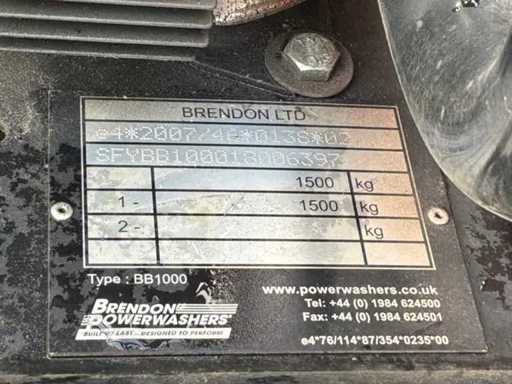 BRENDON LTD
e4*2007/46*0138*02
SFYBB100018006397
1500 kg
1 - 1500 kg
2 - kg
Type : BB1000
BRENDON
POWERWASHERS
BUILT TO LAST - DESIGNED TO PERFORM
www.powerwashers.co.uk
Tel: +44 (0) 1984 624500
Fax: +44 (0) 1984 624501
e4*76/114*87/354*0235*00